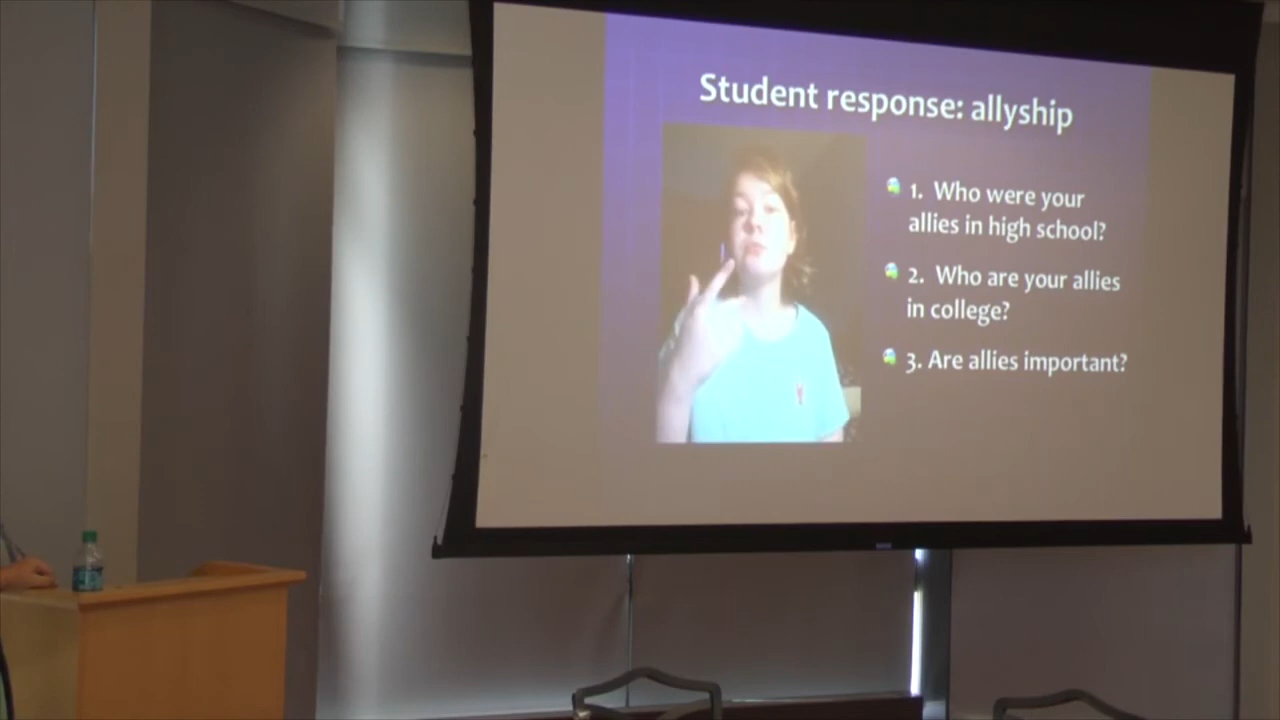 Student response: allyship
1. Who were your
allies in high school?
2. Who are your allies
in college?
3. Are allies important?